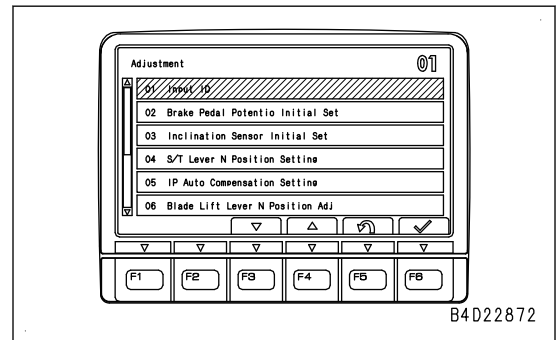 Adjustment 01
01 Input ID
02 Brake Pedal Potentio Initial Set
03 Inclination Sensor Initial Set
04 S/T Lever N Position Setting
05 IP Auto Compensation Setting
06 Blade Lift Lever N Position Adj
F1 F2 F3 F4 F5 F6
B4D22872